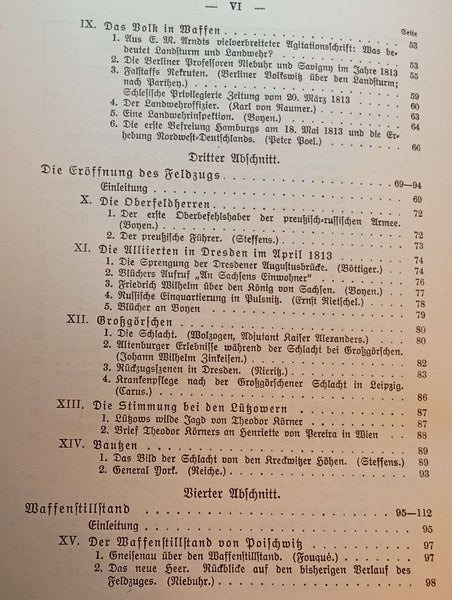 — VI —
Seite
IX. Das Volk in Waffen . . . . . . . . . . 53
1. Aus E. M. Arndts vielverbreiteter Agitationsschrift: Was be-
deutet Landsturm und Landwehr? . . . . . . . . 53
2. Die Berliner Professoren Niebuhr und Savigny im Jahre 1813 55
3. Falstaffs Rekruten. (Berliner Volkswitz über den Landsturm;
nach Parthey.) . . . . . . . . . . 59
Schlesische Privilegierte Zeitung vom 20. März 1813 60
4. Der Landwehroffizier. (Karl von Raumer.) . . . . 63
5. Eine Landwehrinspektion. (Boyen.) . . . . . 64
6. Die erste Befreiung Hamburgs am 18. Mai 1813 und die Er-
hebung Nordwest-Deutschlands. (Peter Poel.) . . . . 66
Dritter Abschnitt.
Die Eröffnung des Feldzugs . . . . . . . . . 69—94
Einleitung . . . . . . . . . . 69
X. Die Oberfeldherren . . . . . . . . . . 72
1. Der erste Oberbefehlshaber der preußisch-russischen Armee.
(Boyen.) . . . . . . . . . . 72
2. Der preußische Führer. (Steffens.) . . . . . 73
XI. Die Alliierten in Dresden im April 1813 . . . . 74
1. Die Sprengung der Dresdener Augustusbrücke. (Böttiger.) . 74
2. Blüchers Aufruf „An Sachsens Einwohner“ . . . . 76
3. Friedrich Wilhelm über den König von Sachsen. (Boyen.) . 77
4. Russische Einquartierung in Pulsnitz. (Ernst Rietschel.) . 78
5. Blücher an Boyen . . . . . . . . . 79
XII. Großgörschen . . . . . . . . . . 80
1. Die Schlacht. (Wolzogen, Adjutant Kaiser Alexanders.) . . 80
2. Altenburger Erlebnisse während der Schlacht bei Großgörschen.
(Johann Wilhelm Zinkeisen.) . . . . . . . 82
3. Rückzugsszenen in Dresden. (Nieritz.) . . . . . 83
4. Krankenpflege nach der Großgörschener Schlacht in Leipzig.
(Carus.) . . . . . . . . . . 86
XIII. Die Stimmung bei den Lützowern . . . . . . 87
1. Lützows wilde Jagd von Theodor Körner . . . . . 87
2. Brief Theodor Körners an Henriette von Pereira in Wien . 88
XIV. Bautzen . . . . . . . . . . 89
1. Das Bild der Schlacht von den Kreckwitzer Höhen. (Steffens.) 89
2. General York. (Reiche.) . . . . . . . . 93
Vierter Abschnitt.
Waffenstillstand . . . . . . . . . . 95—112
Einleitung . . . . . . . . . . 95
XV. Der Waffenstillstand von Poischwitz . . . . . 97
1. Gneisenau über den Waffenstillstand. (Fouqué.) . . . 97
2. Das neue Heer. Rückblicke auf den bisherigen Verlauf des
Feldzuges. (Niebuhr.) . . . . . . . . 98